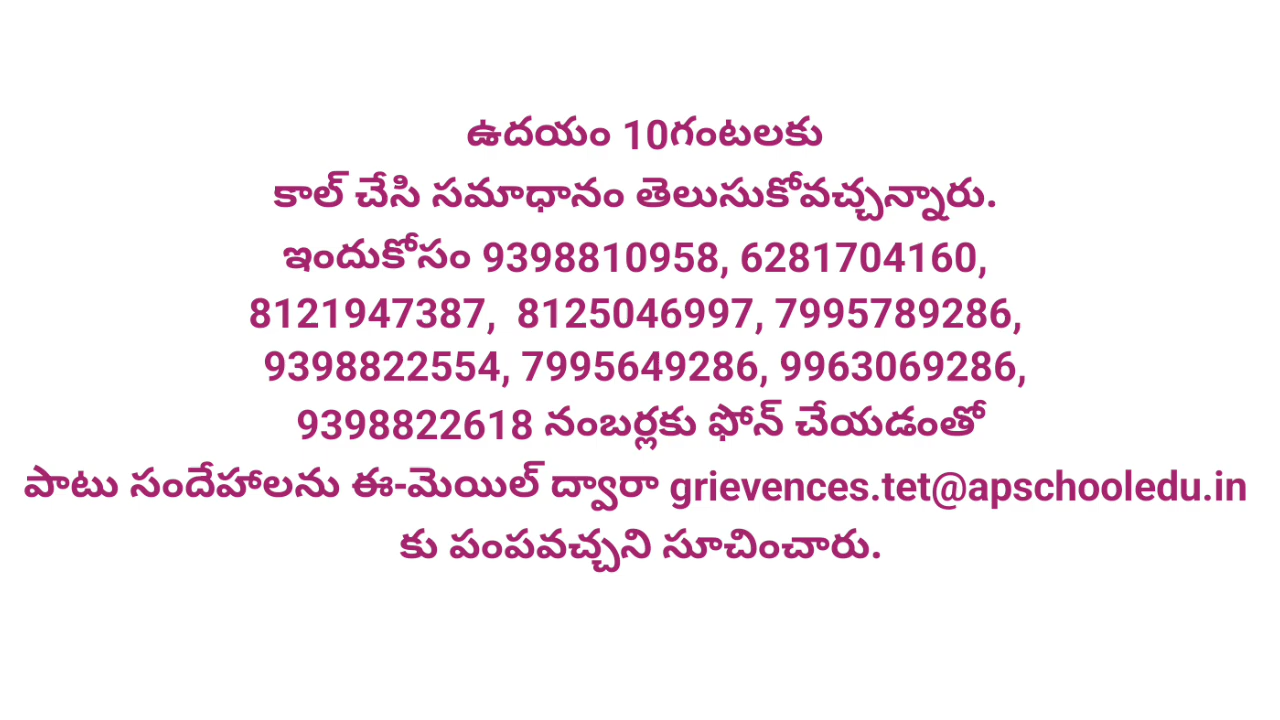 ఉదయం 10గంటలకు
కాల్ చేసి సమాధానం తెలుసుకోవచ్చన్నారు.
ఇందుకోసం 9398810958, 6281704160,
8121947387, 8125046997, 7995789286,
9398822554, 7995649286, 9963069286,
9398822618 నంబర్లకు ఫోన్ చేయడంతో
పాటు సందేహాలను ఈ-మెయిల్ ద్వారా grievences.tet@apschooledu.in
కు పంపవచ్చని సూచించారు.